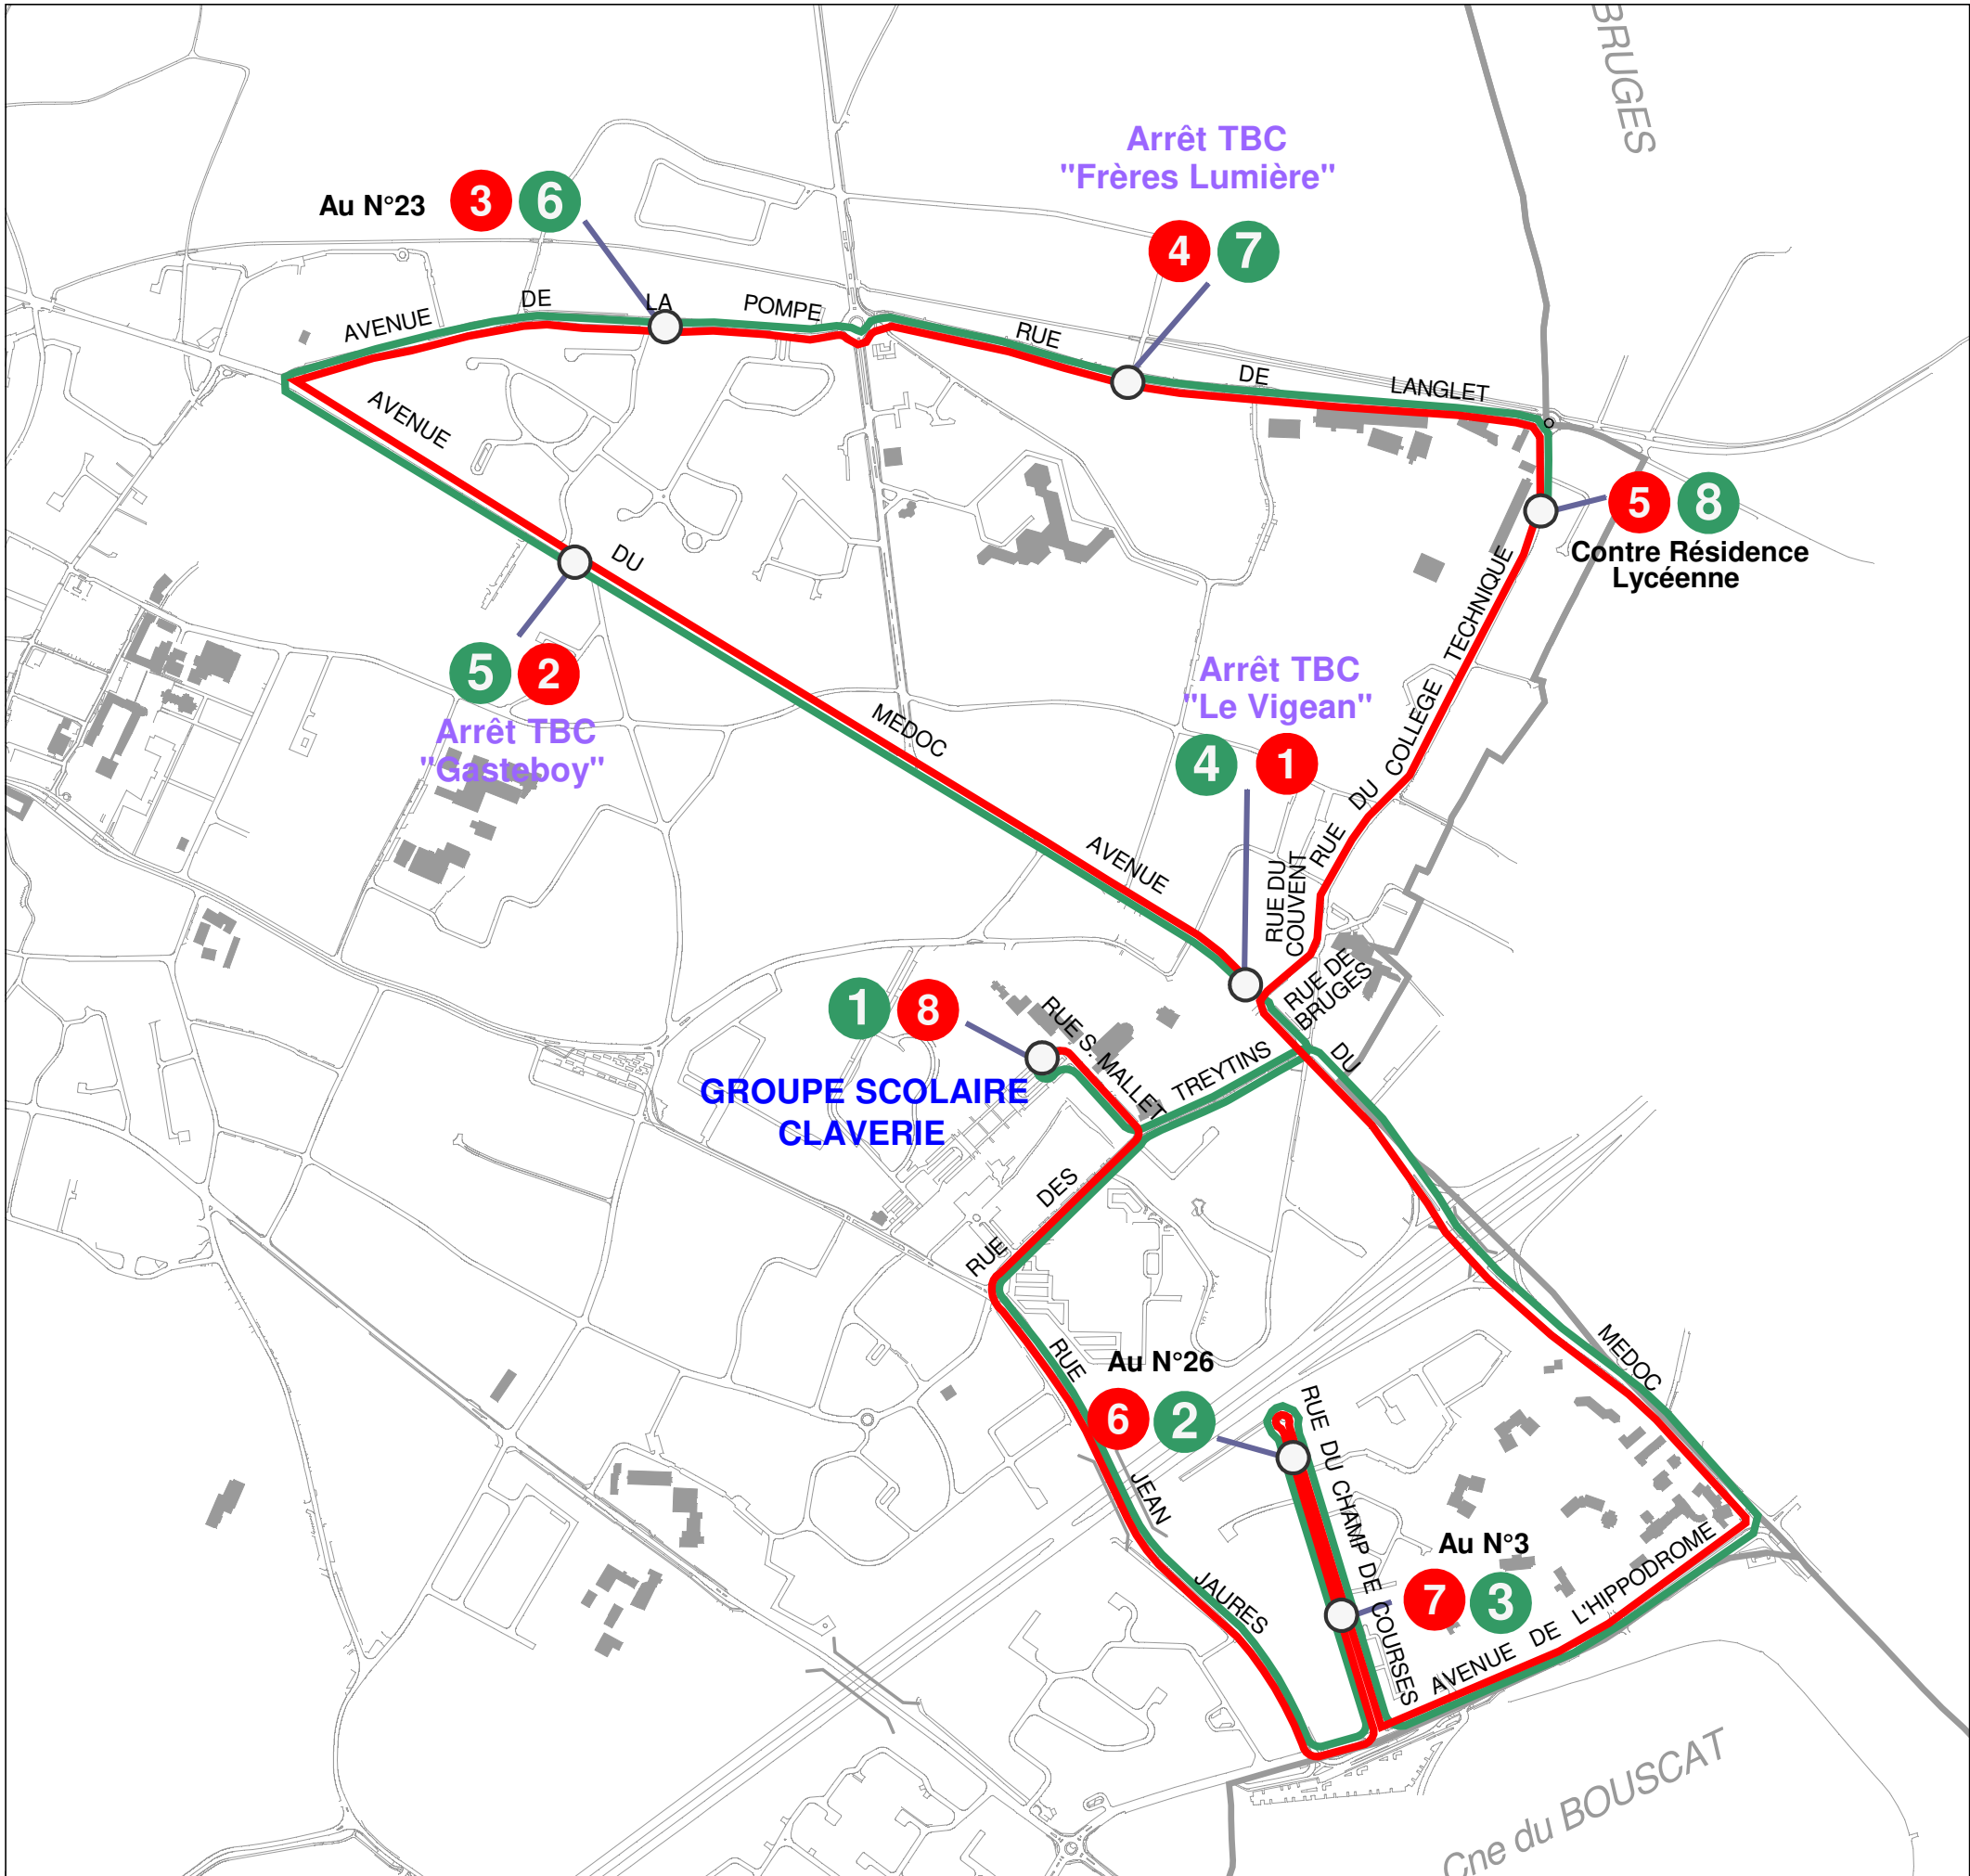 BRUGES
Arrêt TBC
"Frères Lumière"
Au N°23 3 6
4 7
AVENUE DE LA POMPE
RUE DE LANGLET
AVENUE DU MEDOC
5 8
Contre Résidence
Lycéenne
5 2
Arrêt TBC
"Gasteboy"
Arrêt TBC
"Le Vigean"
4 1
RUE DU COLLEGE TECHNIQUE
RUE DU
COUVENT
AVENUE DU MEDOC
RUE DE
BRUGES
1 8
GROUPE SCOLAIRE
CLAVERIE
RUE S. MALLET
RUE DES TREYTINS
RUE JEAN JAURES
Au N°26
6 2
RUE DU CHAMP DE COURSES
Au N°3
7 3
AVENUE DE L'HIPPODROME
Cne du BOUSCAT